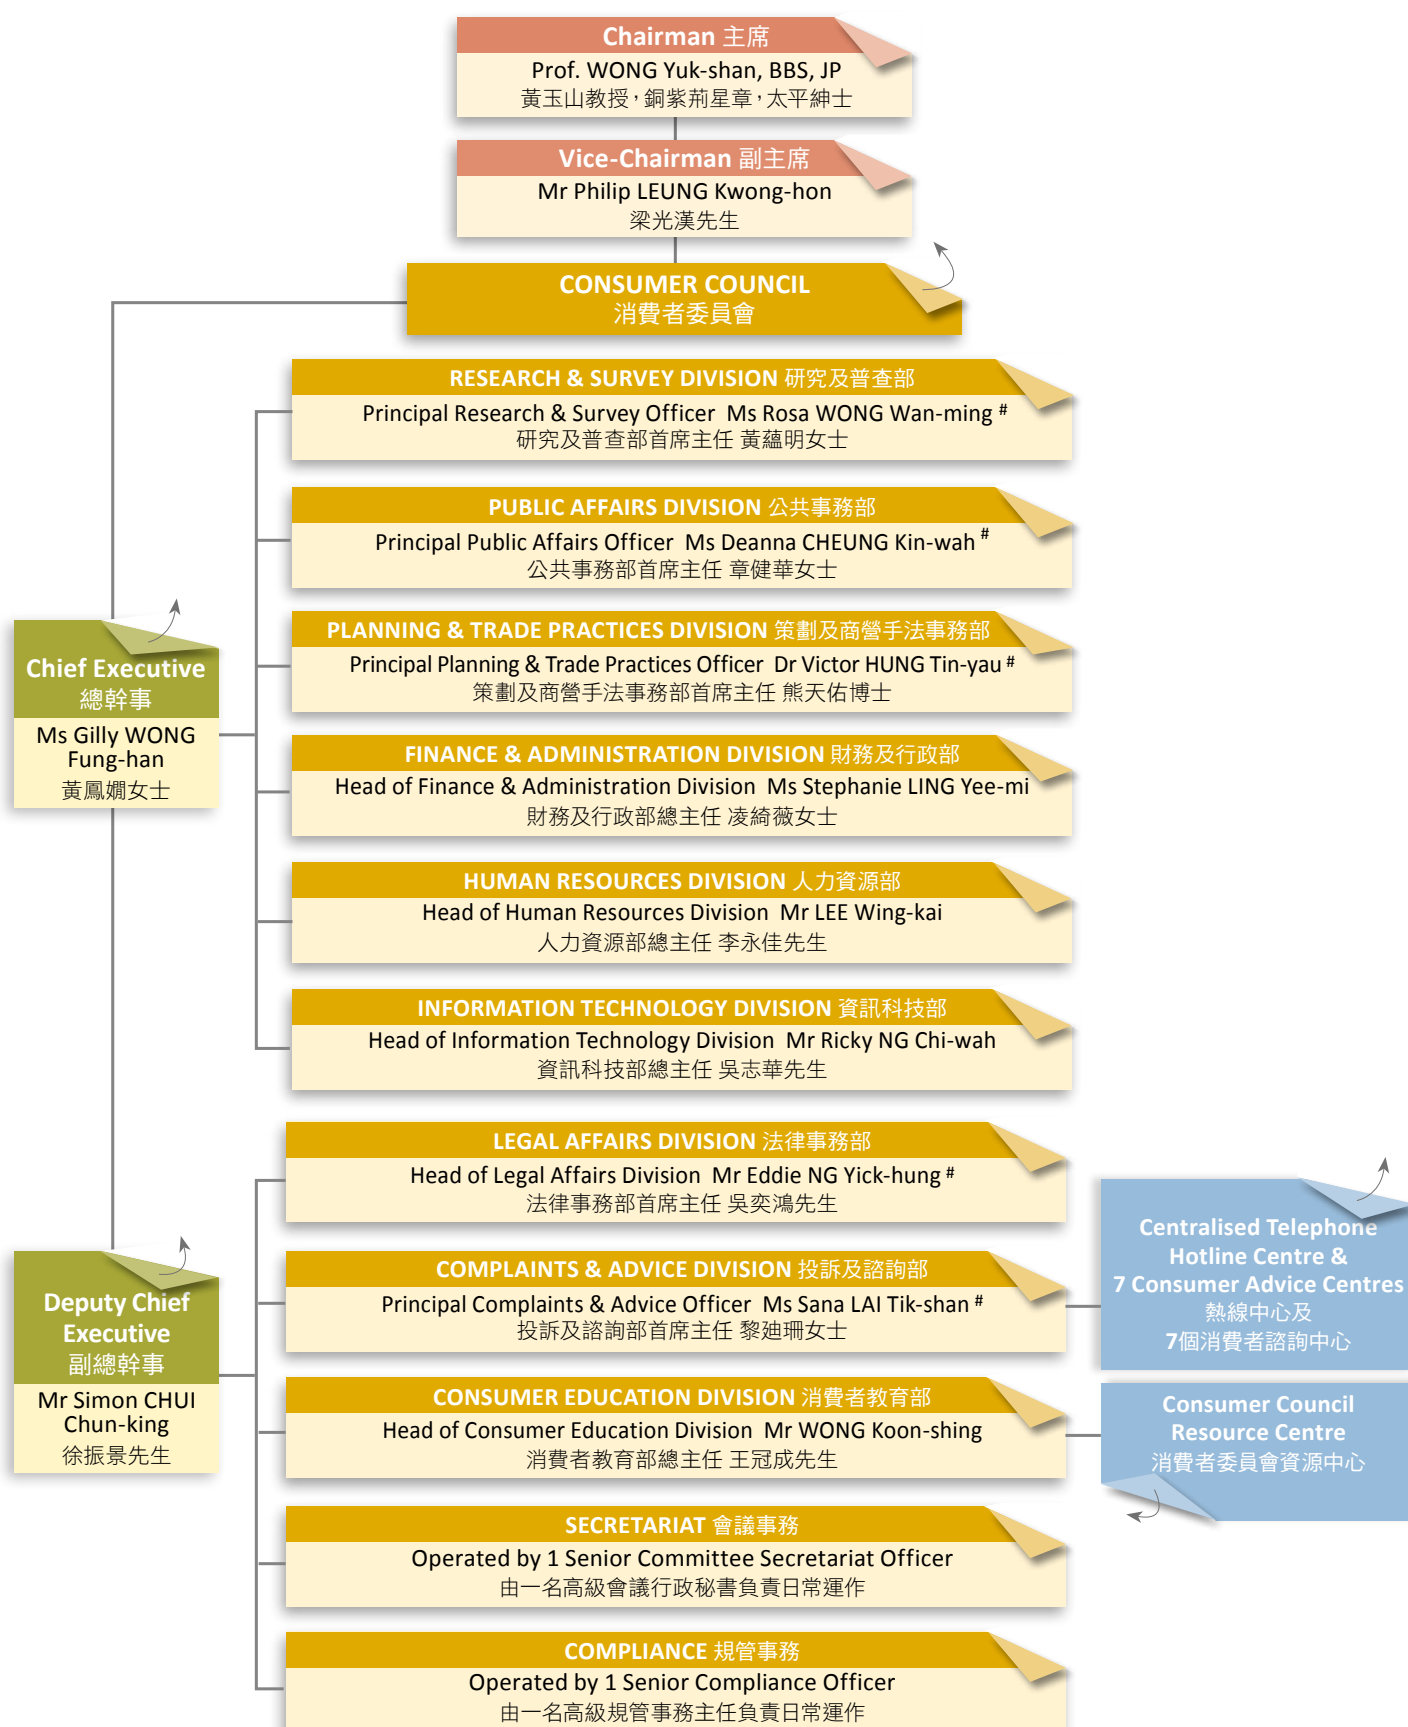 Chairman 主席
Prof. WONG Yuk-shan, BBS, JP
黃玉山教授，銅紫荊星章，太平紳士
Vice-Chairman 副主席
Mr Philip LEUNG Kwong-hon
梁光漢先生
CONSUMER COUNCIL
消費者委員會
RESEARCH & SURVEY DIVISION 研究及普查部
Principal Research & Survey Officer Ms Rosa WONG Wan-ming #
研究及普查部首席主任 黃蘊明女士
PUBLIC AFFAIRS DIVISION 公共事務部
Principal Public Affairs Officer Ms Deanna CHEUNG Kin-wah #
公共事務部首席主任 章健華女士
PLANNING & TRADE PRACTICES DIVISION 策劃及商營手法事務部
Principal Planning & Trade Practices Officer Dr Victor HUNG Tin-yau #
策劃及商營手法事務部首席主任 熊天佑博士
Chief Executive
總幹事
Ms Gilly WONG
Fung-han
黃鳳嫺女士
FINANCE & ADMINISTRATION DIVISION 財務及行政部
Head of Finance & Administration Division Ms Stephanie LING Yee-mi
財務及行政部總主任 凌綺薇女士
HUMAN RESOURCES DIVISION 人力資源部
Head of Human Resources Division Mr LEE Wing-kai
人力資源部總主任 李永佳先生
INFORMATION TECHNOLOGY DIVISION 資訊科技部
Head of Information Technology Division Mr Ricky NG Chi-wah
資訊科技部總主任 吳志華先生
LEGAL AFFAIRS DIVISION 法律事務部
Head of Legal Affairs Division Mr Eddie NG Yick-hung #
法律事務部首席主任 吳奕鴻先生
Deputy Chief
Executive
副總幹事
Mr Simon CHUI
Chun-king
徐振景先生
COMPLAINTS & ADVICE DIVISION 投訴及諮詢部
Principal Complaints & Advice Officer Ms Sana LAI Tik-shan #
投訴及諮詢部首席主任 黎廸珊女士
Centralised Telephone
Hotline Centre &
7 Consumer Advice Centres
熱線中心及
7個消費者諮詢中心
CONSUMER EDUCATION DIVISION 消費者教育部
Head of Consumer Education Division Mr WONG Koon-shing
消費者教育部總主任 王冠成先生
Consumer Council
Resource Centre
消費者委員會資源中心
SECRETARIAT 會議事務
Operated by 1 Senior Committee Secretariat Officer
由一名高級會議行政秘書負責日常運作
COMPLIANCE 規管事務
Operated by 1 Senior Compliance Officer
由一名高級規管事務主任負責日常運作